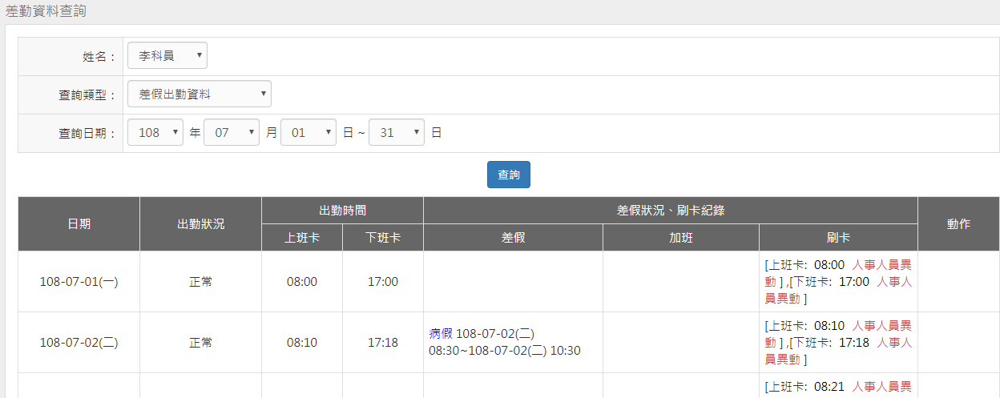 差勤資料查詢
姓名： 李科員
查詢類型： 差假出勤資料
查詢日期： 108 年 07 月 01 日 ~ 31 日
查詢
日期 出勤狀況 出勤時間 差假狀況、刷卡紀錄 動作
上班卡 下班卡 差假 加班 刷卡
108-07-01(一) 正常 08:00 17:00
[上班卡: 08:00 人事人員異
動 ] ,[下班卡: 17:00 人事人
員異動 ]
108-07-02(二) 正常 08:10 17:18
病假 108-07-02(二)
08:30~108-07-02(二) 10:30
[上班卡: 08:10 人事人員異
動 ] ,[下班卡: 17:18 人事人
員異動 ]
[上班卡: 08:21 人事人員異